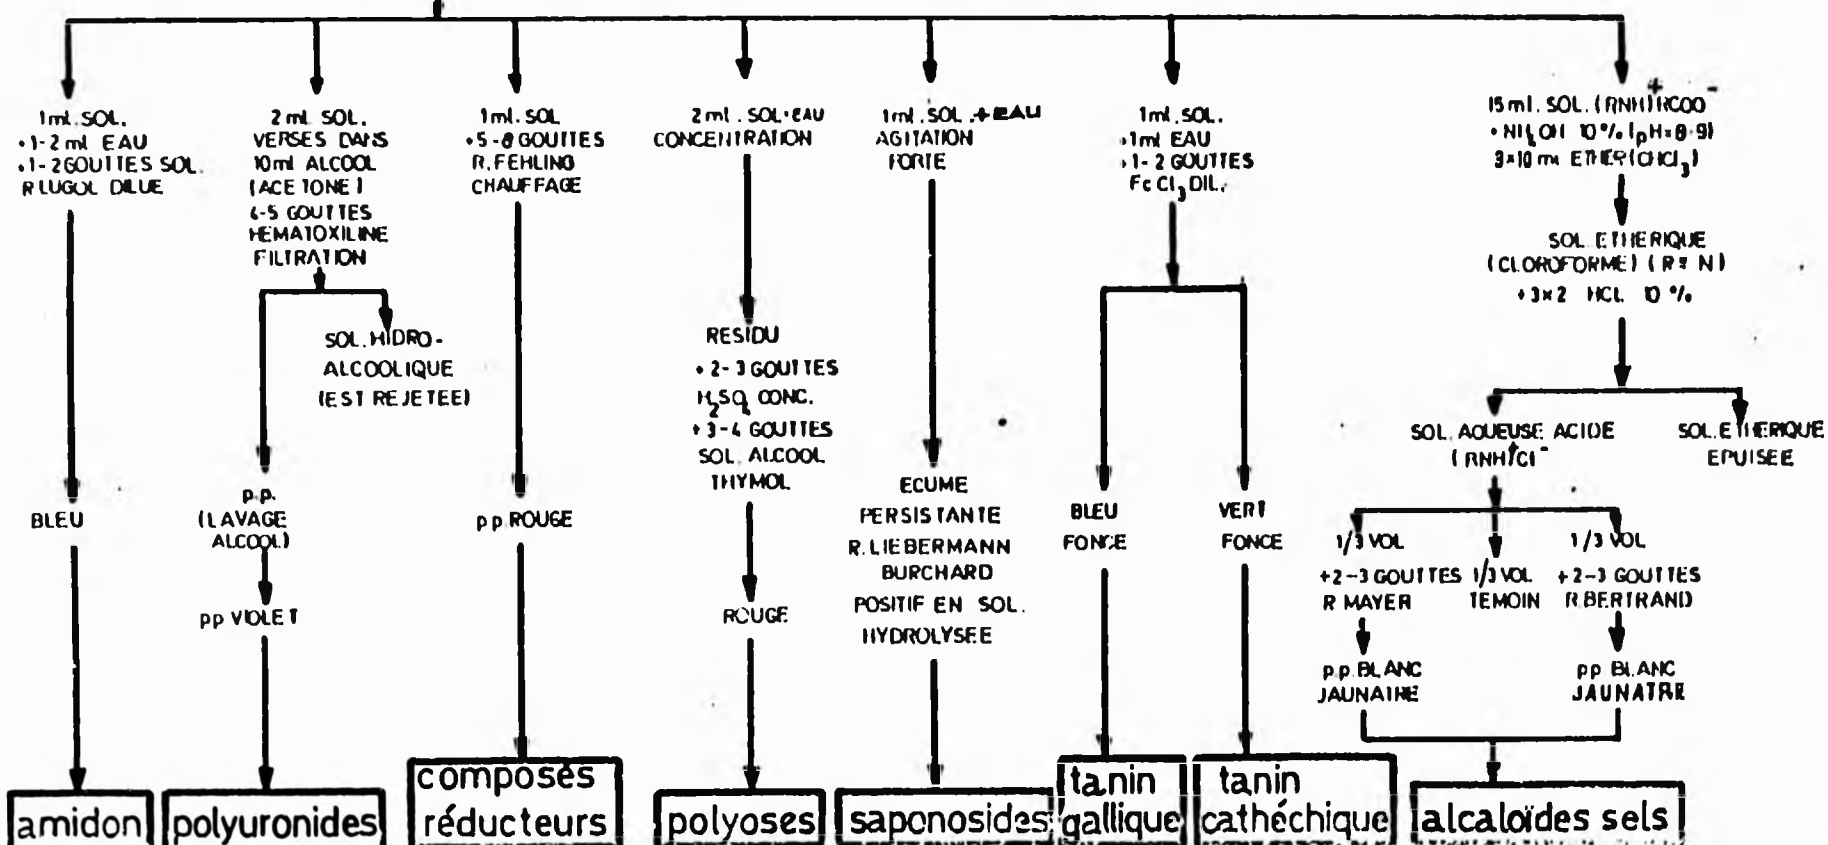 1ml. SOL.
+1-2 ml EAU
+1-2 GOUTTES SOL.
R LUGOL DILUE
BLEU
amidon
2 ml SOL.
VERSES DANS
10 ml ALCOOL
(ACETONE)
4-5 GOUTTES
HEMATOXILINE
FILTRATION
SOL. HIDRO-
ALCOOLIQUE
(EST REJETEE)
p.p.
(LAVAGE
ALCOOL)
pp VIOLET
polyuronides
1ml. SOL
+5-8 GOUTTES
R. FEHLING
CHAUFFAGE
pp ROUGE
composés
réducteurs
2 ml. SOL+EAU
CONCENTRATION
RESIDU
+2-3 GOUTTES
H2SO4 CONC.
+3-4 GOUTTES
SOL. ALCOOL
THYMOL
ROUGE
polyoses
1ml. SOL.+EAU
AGITATION
FORTE
ECUME
PERSISTANTE
R. LIEBERMANN
BURCHARD
POSITIF EN SOL.
HYDROLYSEE
saponosides
1ml. SOL.
+1ml EAU
+1-2 GOUTTES
FeCl3 DIL.
BLEU
FONCE
tanin
gallique
VERT
FONCE
tanin
cathéchique
15 ml. SOL. (RNH)+RCOO-
+NH4OH 10% (pH=8-9)
3×10 ml ETHER (CHCl3)
SOL. ETHERIQUE
(CLOROFORME) (R≡N)
+3×2 HCL 10%
SOL. AQUEUSE ACIDE
(RNH)+Cl-
SOL. ETHERIQUE
EPUISEE
1/3 VOL
+2-3 GOUTTES
R MAYER
p.p. BLANC
JAUNATRE
1/3 VOL
TEMOIN
1/3 VOL
+2-3 GOUTTES
R. BERTRAND
pp BLANC
JAUNATRE
alcaloïdes sels